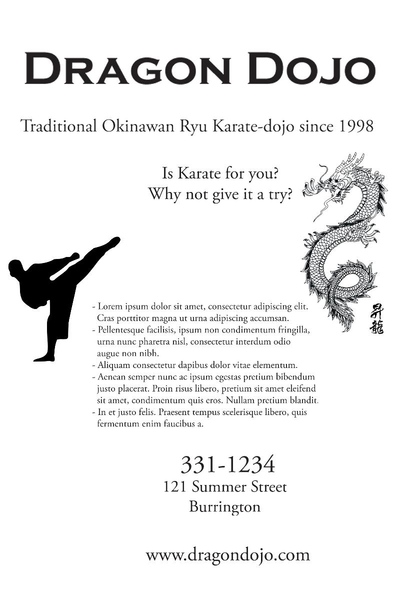 DRAGON DOJO
Traditional Okinawan Ryu Karate-dojo since 1998
Is Karate for you?
Why not give it a try?
昇龍
- Lorem ipsum dolor sit amet, consectetur adipiscing elit.
Cras porttitor magna ut urna adipiscing accumsan.
- Pellentesque facilisis, ipsum non condimentum fringilla,
urna nunc pharetra nisl, consectetur interdum odio
augue non nibh.
- Aliquam consectetur dapibus dolor vitae elementum.
- Aenean semper nunc ac ipsum egestas pretium bibendum
justo placerat. Proin risus libero, pretium sit amet eleifend
sit amet, condimentum quis eros. Nullam pretium blandit.
- In et justo felis. Praesent tempus scelerisque libero, quis
fermentum enim faucibus a.
331-1234
121 Summer Street
Burrington
www.dragondojo.com